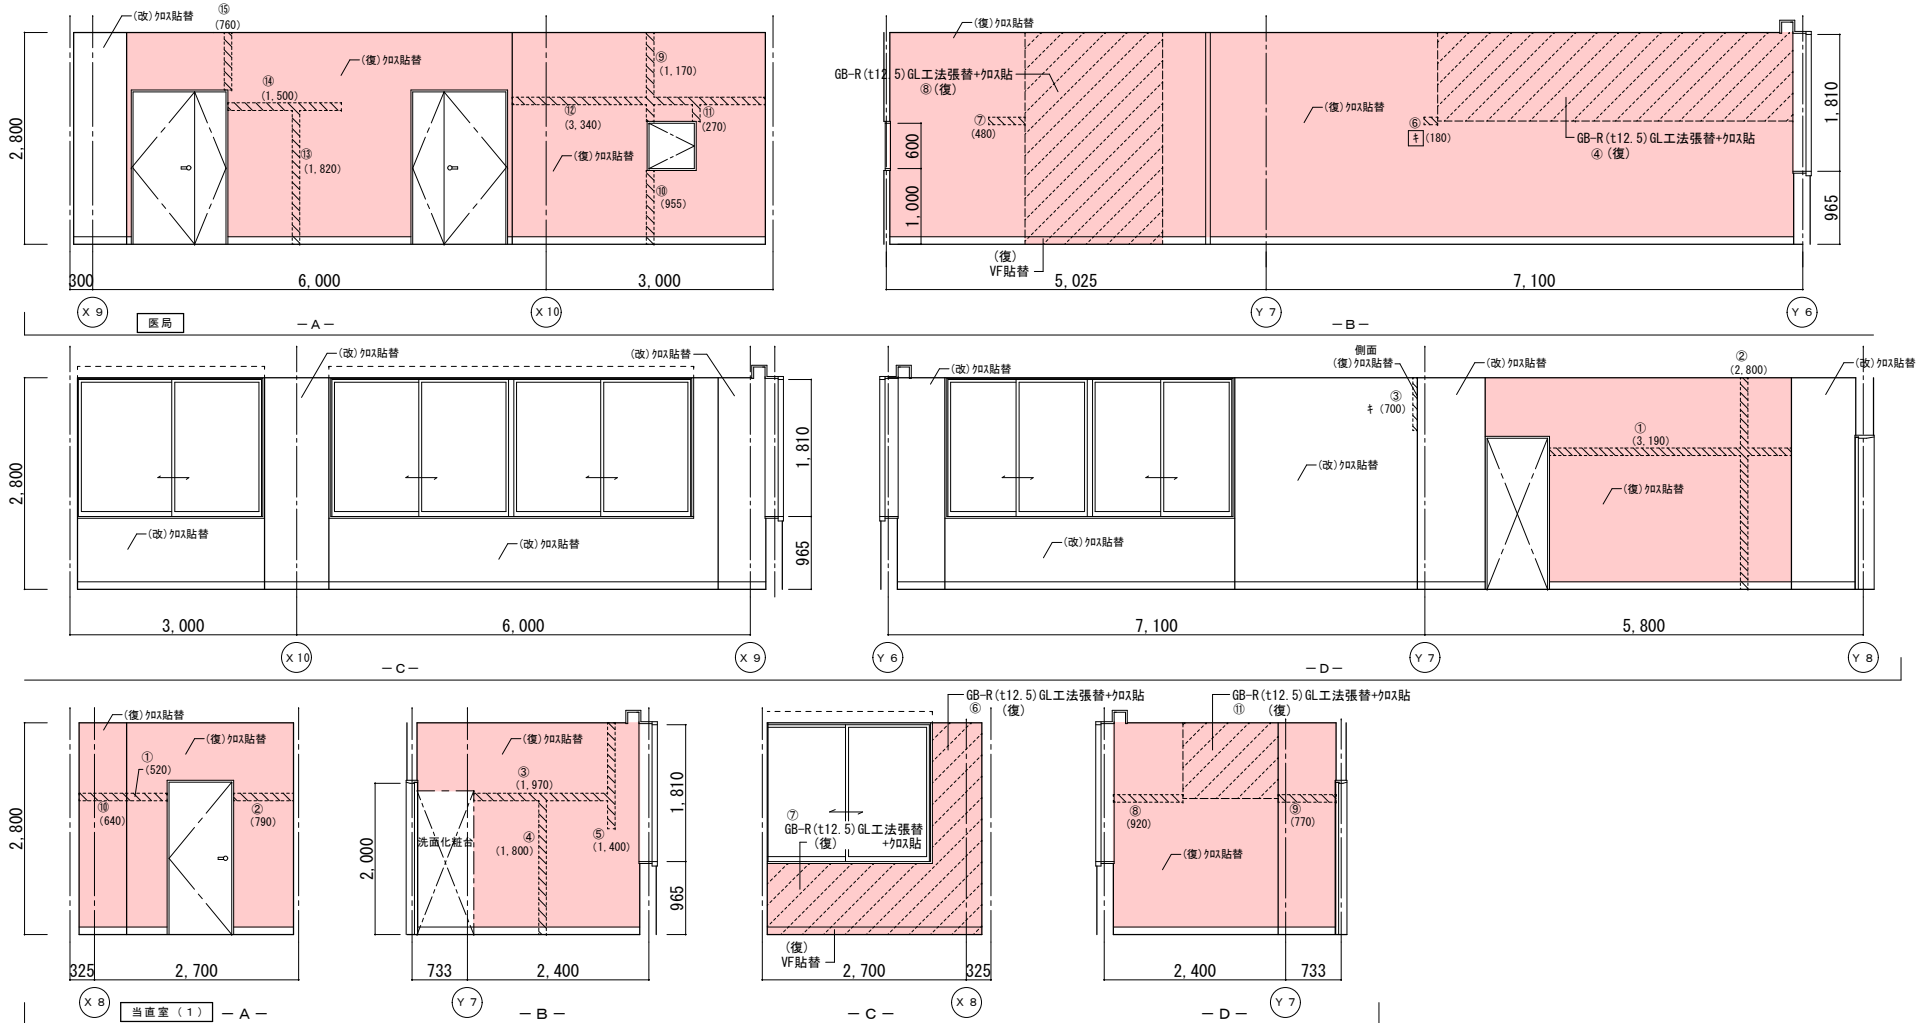 (改)ｸﾛｽ貼替
⑮
(760)
⑭
(1,500)
(復)ｸﾛｽ貼替
⑬
(1,820)
⑨
(1,170)
⑫
(3,340)
⑪
(270)
(復)ｸﾛｽ貼替
⑩
(955)
2,800
300
6,000
3,000
X 9
X 10
医局
－A－
(復)ｸﾛｽ貼替
GB-R(t12.5)GL工法張替+ｸﾛｽ貼
⑧(復)
⑦
(480)
(復)ｸﾛｽ貼替
⑥
ｷ (180)
GB-R(t12.5)GL工法張替+ｸﾛｽ貼
④(復)
600
1,000
1,810
965
(復)
VF貼替
5,025
7,100
Y 7
Y 6
－B－
(改)ｸﾛｽ貼替
(改)ｸﾛｽ貼替
2,800
1,810
965
(改)ｸﾛｽ貼替
(改)ｸﾛｽ貼替
3,000
6,000
X 10
X 9
－C－
(改)ｸﾛｽ貼替
側面
(復)ｸﾛｽ貼替
(改)ｸﾛｽ貼替
②
(2,800)
(改)ｸﾛｽ貼替
③
ｷ (700)
①
(3,190)
(改)ｸﾛｽ貼替
(復)ｸﾛｽ貼替
(改)ｸﾛｽ貼替
7,100
5,800
Y 6
Y 7
Y 8
－D－
(復)ｸﾛｽ貼替
(復)ｸﾛｽ貼替
①
(520)
⑩
(640)
②
(790)
2,800
325
2,700
X 8
当直室（1）
－A－
(復)ｸﾛｽ貼替
③
(1,970)
④
(1,800)
⑤
(1,400)
洗面化粧台
2,000
1,810
965
733
2,400
Y 7
－B－
GB-R(t12.5)GL工法張替+ｸﾛｽ貼
⑥ (復)
⑦
GB-R(t12.5)GL工法張替
(復) +ｸﾛｽ貼
(復)
VF貼替
2,700
325
X 8
－C－
GB-R(t12.5)GL工法張替+ｸﾛｽ貼
⑪ (復)
⑧
(920)
⑨
(770)
(復)ｸﾛｽ貼替
2,400
733
Y 7
－D－